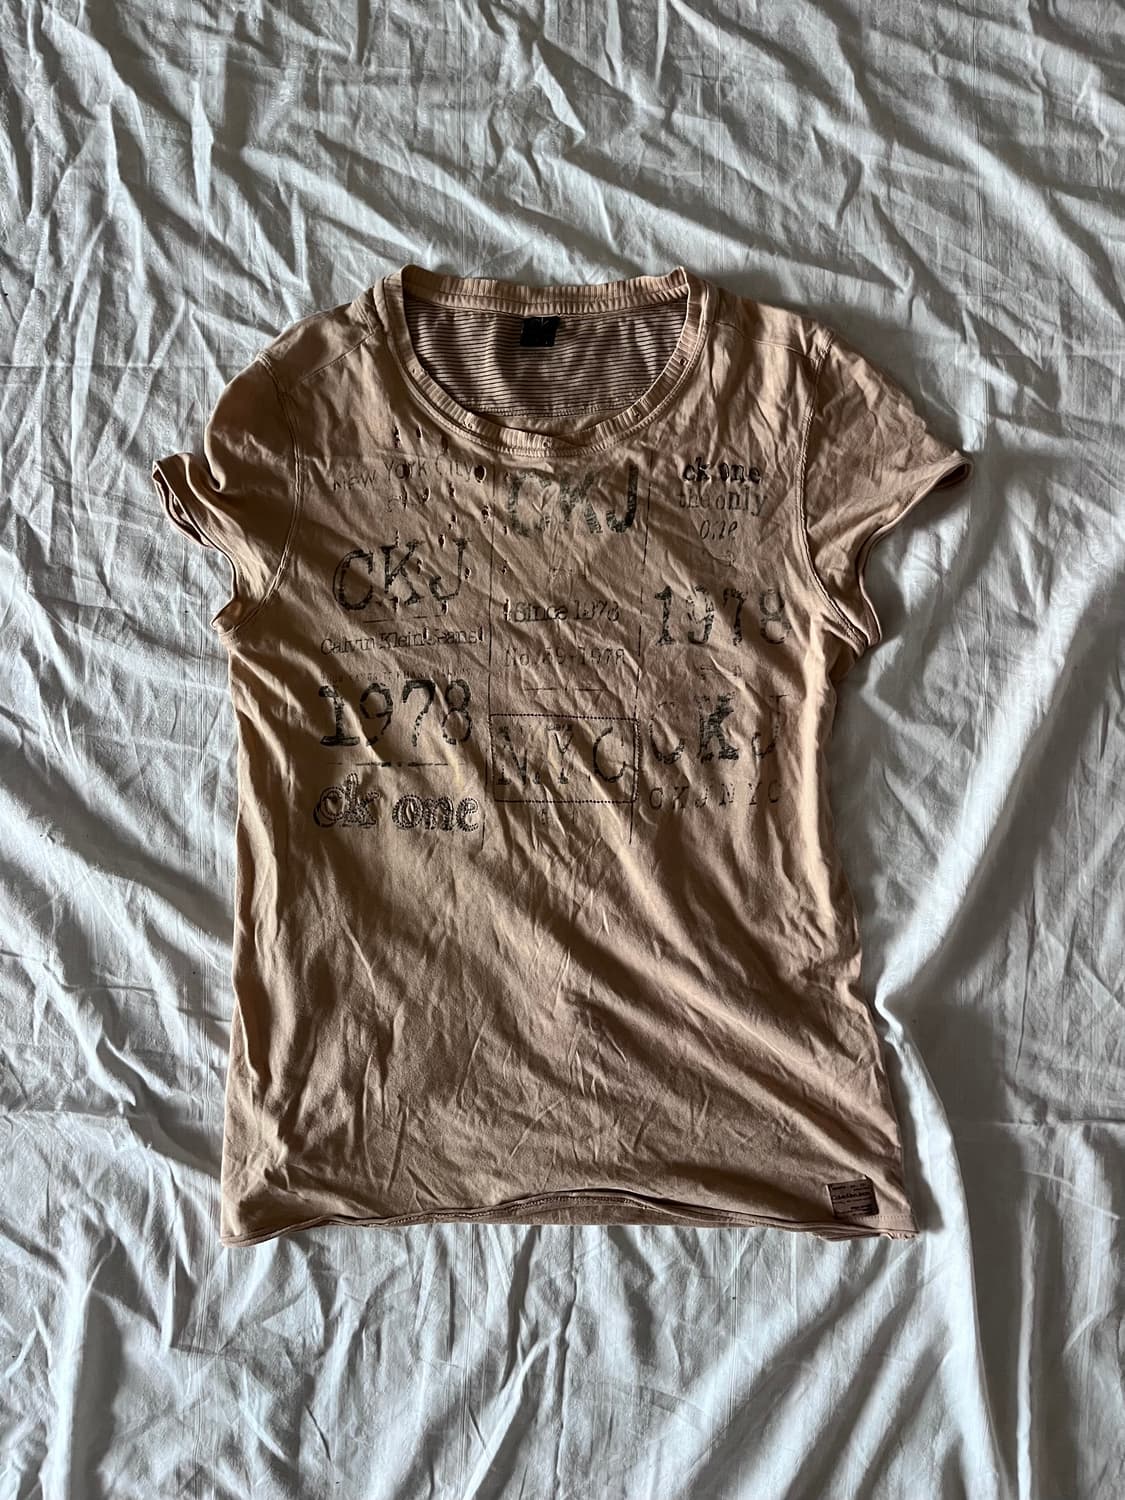 New York City
CKJ
Calvin Klein Jeans
1978
ck one
CKJ
Since 1978
NYC
ck one
the only
one
1978
CKJ
CKJNYC